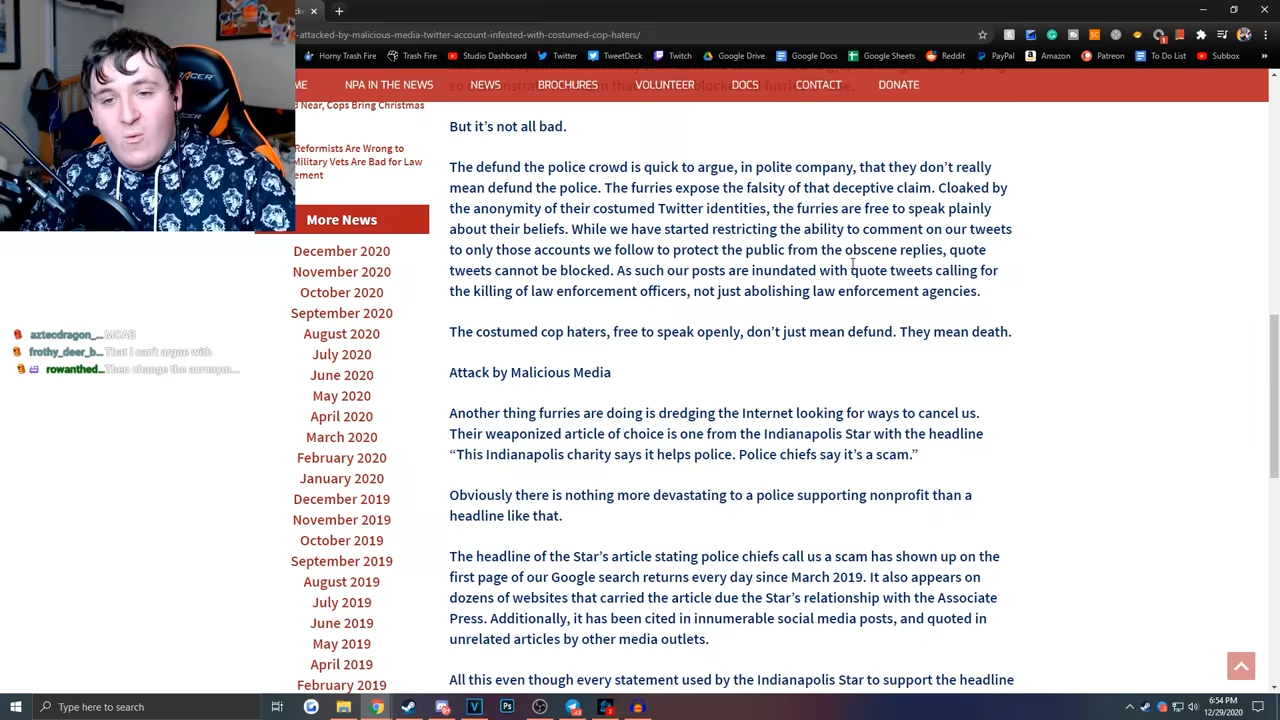 -attacked-by-malicious-media-twitter-account-infested-with-costumed-cop-haters/
Horny Trash Fire
Trash Fire
Studio Dashboard
Twitter
TweetDeck
Twitch
Google Drive
Google Docs
Google Sheets
Reddit
PayPal
Amazon
Patreon
To Do List
Subbox
ME
NPA IN THE NEWS
NEWS
BROCHURES
VOLUNTEER
DOCS
CONTACT
DONATE
d Near, Cops Bring Christmas
Reformists Are Wrong to
Military Vets Are Bad for Law
ement
More News
December 2020
November 2020
October 2020
September 2020
August 2020
July 2020
June 2020
May 2020
April 2020
March 2020
February 2020
January 2020
December 2019
November 2019
October 2019
September 2019
August 2019
July 2019
June 2019
May 2019
April 2019
February 2019
aztecdragon_... MCAB
frothy_deer_b... That I can't argue with
rowanthed... Then change the acronym...
But it's not all bad.
The defund the police crowd is quick to argue, in polite company, that they don't really
mean defund the police. The furries expose the falsity of that deceptive claim. Cloaked by
the anonymity of their costumed Twitter identities, the furries are free to speak plainly
about their beliefs. While we have started restricting the ability to comment on our tweets
to only those accounts we follow to protect the public from the obscene replies, quote
tweets cannot be blocked. As such our posts are inundated with quote tweets calling for
the killing of law enforcement officers, not just abolishing law enforcement agencies.
The costumed cop haters, free to speak openly, don't just mean defund. They mean death.
Attack by Malicious Media
Another thing furries are doing is dredging the Internet looking for ways to cancel us.
Their weaponized article of choice is one from the Indianapolis Star with the headline
“This Indianapolis charity says it helps police. Police chiefs say it's a scam.”
Obviously there is nothing more devastating to a police supporting nonprofit than a
headline like that.
The headline of the Star's article stating police chiefs call us a scam has shown up on the
first page of our Google search returns every day since March 2019. It also appears on
dozens of websites that carried the article due the Star's relationship with the Associate
Press. Additionally, it has been cited in innumerable social media posts, and quoted in
unrelated articles by other media outlets.
All this even though every statement used by the Indianapolis Star to support the headline
Type here to search
6:54 PM
12/29/2020